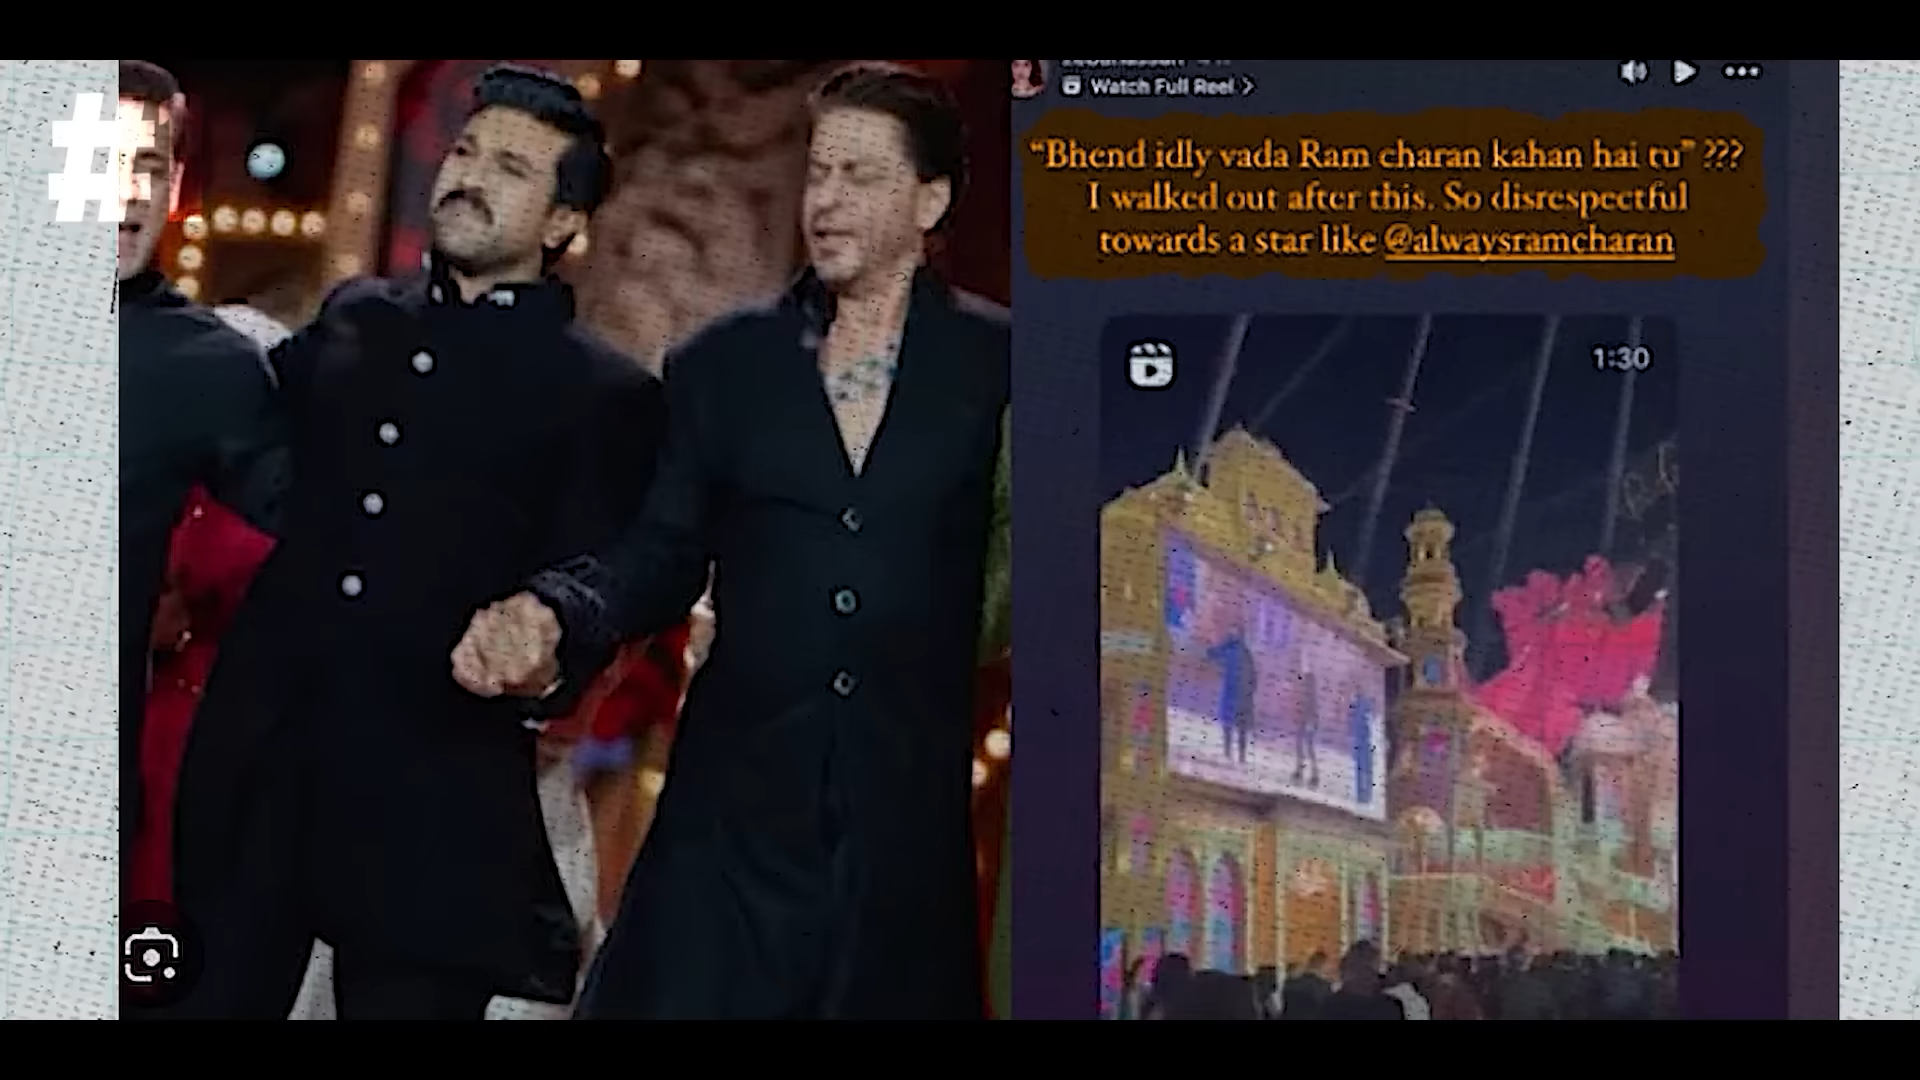 #
Watch Full Reel >
“Bhend idly vada Ram charan kahan hai tu” ???
I walked out after this. So disrespectful
towards a star like @alwaysramcharan
1:30